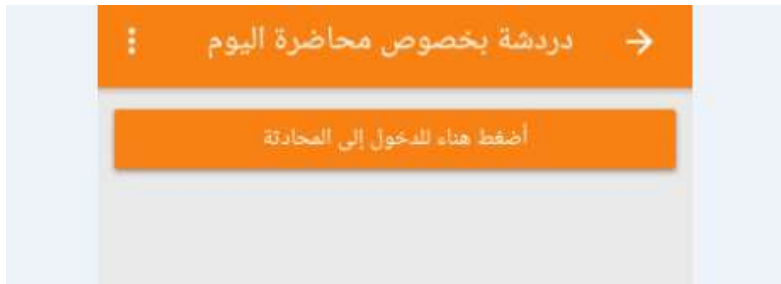 دردشة بخصوص محاضرة اليوم
أضغط هناء للدخول إلى المحادثة